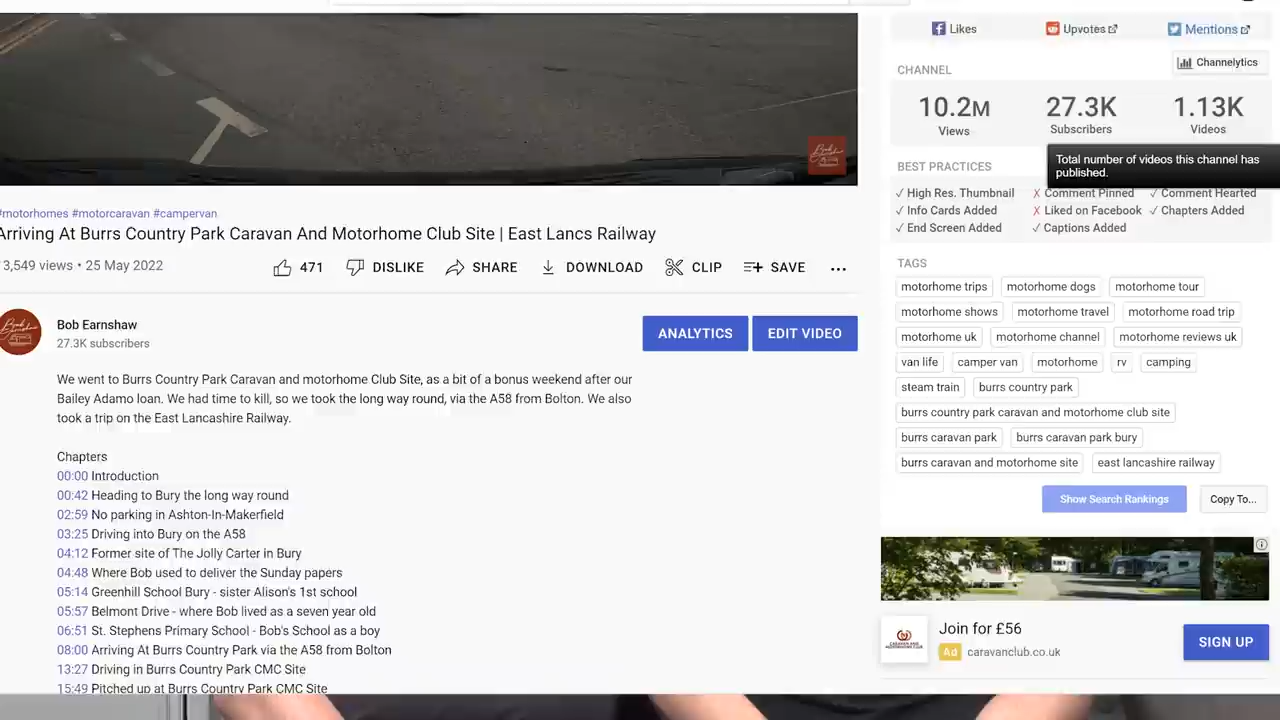 #motorhomes #motorcaravan #campervan
Arriving At Burrs Country Park Caravan And Motorhome Club Site | East Lancs Railway
3,549 views • 25 May 2022
471 DISLIKE SHARE DOWNLOAD CLIP SAVE ...
Bob Earnshaw
27.3K subscribers
ANALYTICS EDIT VIDEO
We went to Burrs Country Park Caravan and motorhome Club Site, as a bit of a bonus weekend after our
Bailey Adamo loan. We had time to kill, so we took the long way round, via the A58 from Bolton. We also
took a trip on the East Lancashire Railway.
Chapters
00:00 Introduction
00:42 Heading to Bury the long way round
02:59 No parking in Ashton-In-Makerfield
03:25 Driving into Bury on the A58
04:12 Former site of The Jolly Carter in Bury
04:48 Where Bob used to deliver the Sunday papers
05:14 Greenhill School Bury - sister Alison's 1st school
05:57 Belmont Drive - where Bob lived as a seven year old
06:51 St. Stephens Primary School - Bob's School as a boy
08:00 Arriving At Burrs Country Park via the A58 from Bolton
13:27 Driving in Burrs Country Park CMC Site
15:49 Pitched up at Burrs Country Park CMC Site
Likes Upvotes Mentions
CHANNEL Channelytics
10.2M 27.3K 1.13K
Views Subscribers Videos
Total number of videos this channel has
published.
BEST PRACTICES
✓ High Res. Thumbnail X Comment Pinned ✓ Comment Hearted
✓ Info Cards Added X Liked on Facebook ✓ Chapters Added
✓ End Screen Added ✓ Captions Added
TAGS
motorhome trips motorhome dogs motorhome tour
motorhome shows motorhome travel motorhome road trip
motorhome uk motorhome channel motorhome reviews uk
van life camper van motorhome rv camping
steam train burrs country park
burrs country park caravan and motorhome club site
burrs caravan park burrs caravan park bury
burrs caravan and motorhome site east lancashire railway
Show Search Rankings Copy To...
Join for £56
Ad caravanclub.co.uk
SIGN UP